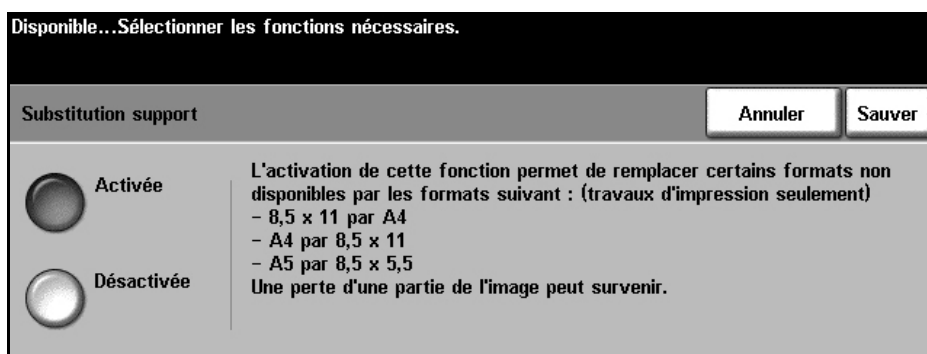 Disponible...Sélectionner les fonctions nécessaires.
Substitution support
Annuler
Sauver
Activée
L'activation de cette fonction permet de remplacer certains formats non
disponibles par les formats suivant : (travaux d'impression seulement)
– 8,5 x 11 par A4
– A4 par 8,5 x 11
– A5 par 8,5 x 5,5
Désactivée
Une perte d'une partie de l'image peut survenir.